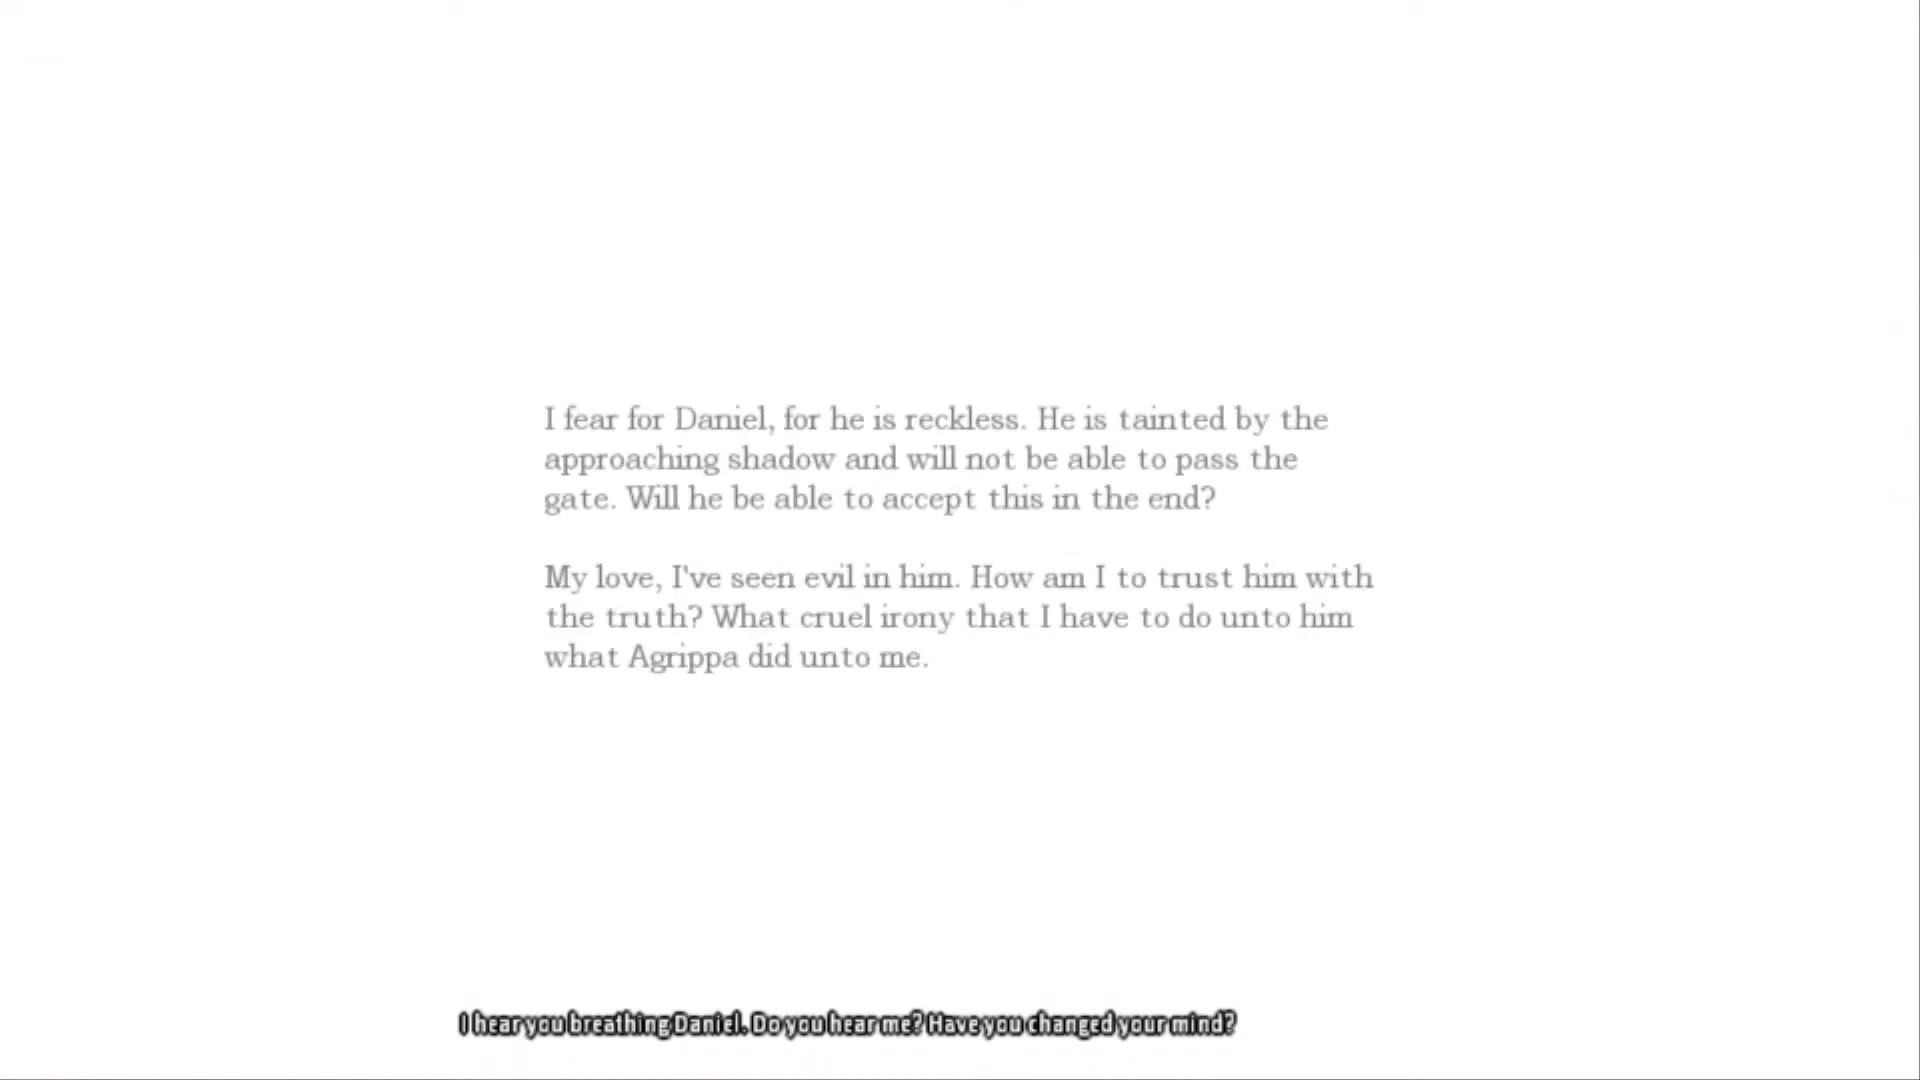 I fear for Daniel, for he is reckless. He is tainted by the
approaching shadow and will not be able to pass the
gate. Will he be able to accept this in the end?
My love, I've seen evil in him. How am I to trust him with
the truth? What cruel irony that I have to do unto him
what Agrippa did unto me.
I hear you breathing Daniel. Do you hear me? Have you changed your mind?